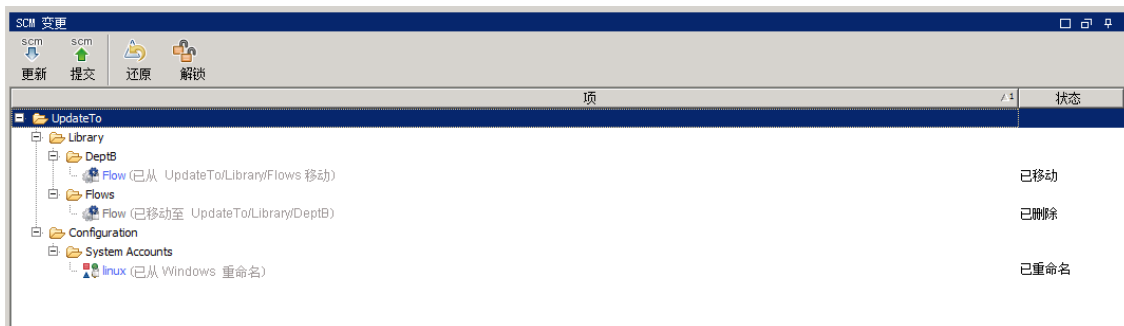 SCM 变更
scm scm
更新 提交 还原 解锁
项 1 状态
UpdateTo
Library
DeptB
Flow (已从 UpdateTo/Library/Flows 移动) 已移动
Flows
Flow (已移动至 UpdateTo/Library/DeptB) 已删除
Configuration
System Accounts
linux (已从 Windows 重命名) 已重命名